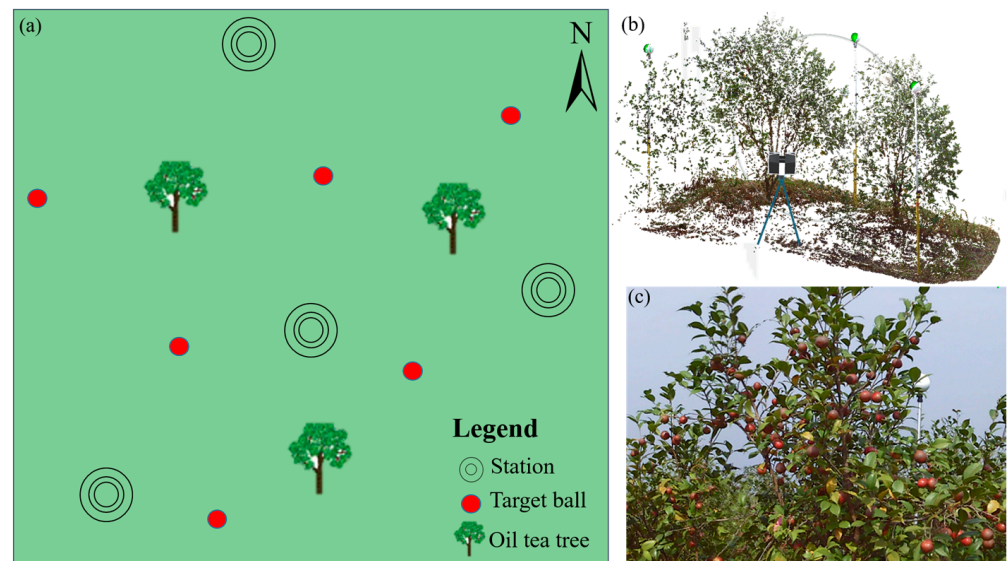 (a)
N
Legend
Station
Target ball
Oil tea tree
(b)
(c)